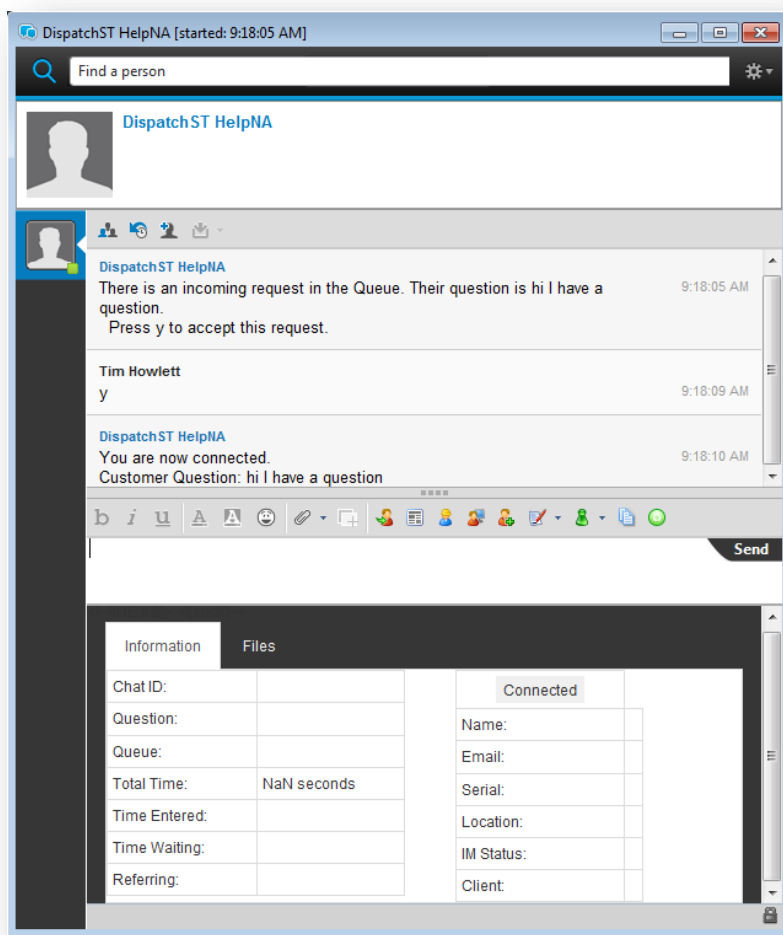 DispatchST HelpNA [started: 9:18:05 AM]
Find a person
DispatchST HelpNA
DispatchST HelpNA
There is an incoming request in the Queue. Their question is hi I have a
9:18:05 AM
question.
Press y to accept this request.
Tim Howlett
y
9:18:09 AM
DispatchST HelpNA
You are now connected.
9:18:10 AM
Customer Question: hi I have a question
b i u A A
Send
Information Files
Chat ID:
Question:
Queue:
Total Time: NaN seconds
Time Entered:
Time Waiting:
Referring:
Connected
Name:
Email:
Serial:
Location:
IM Status:
Client: